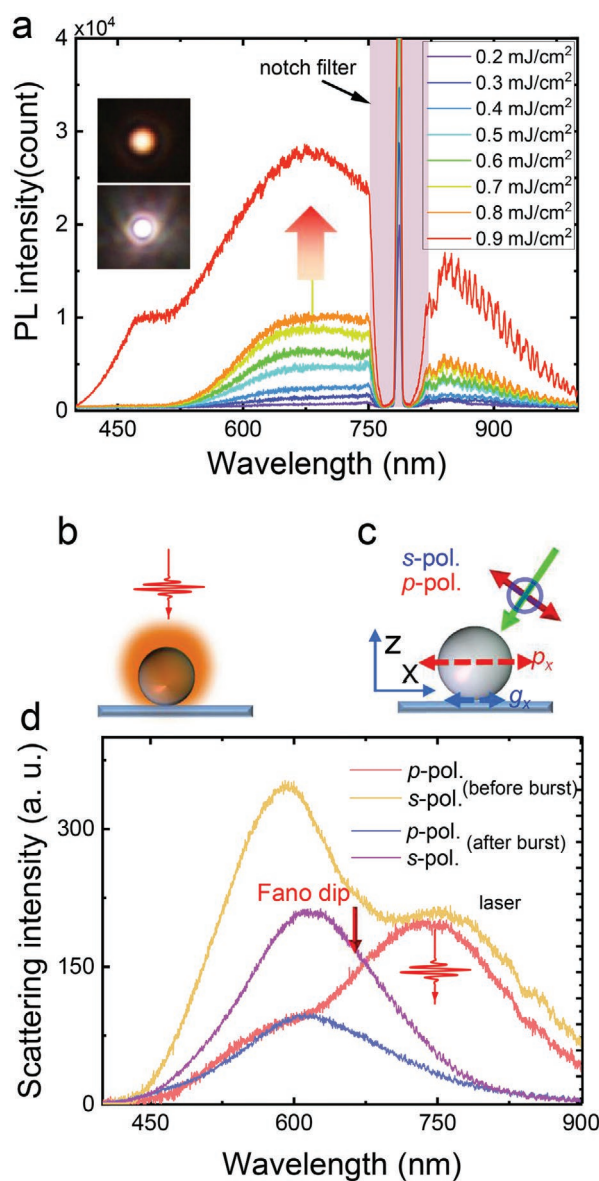 a
×10⁴
PL intensity(count)
4
3
2
1
0
450
600
750
900
Wavelength (nm)
notch filter
0.2 mJ/cm²
0.3 mJ/cm²
0.4 mJ/cm²
0.5 mJ/cm²
0.6 mJ/cm²
0.7 mJ/cm²
0.8 mJ/cm²
0.9 mJ/cm²
b
c
s-pol.
p-pol.
Z
X
pₓ
gₓ
d
Scattering intensity (a. u.)
300
150
0
450
600
750
900
Wavelength (nm)
p-pol.
s-pol.
(before burst)
p-pol.
s-pol.
(after burst)
Fano dip
laser